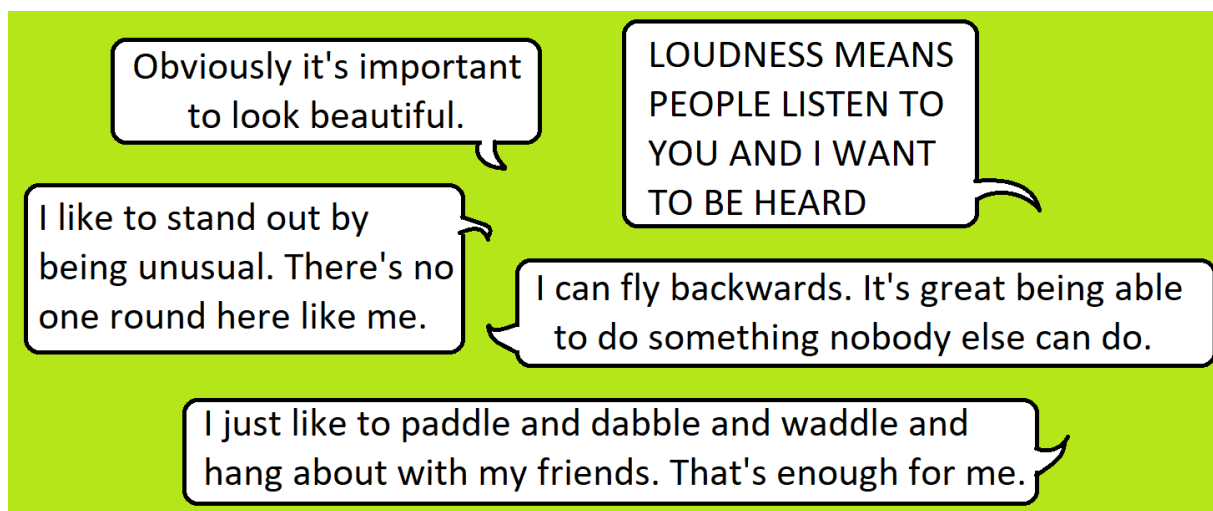 Obviously it's important
to look beautiful.
LOUDNESS MEANS
PEOPLE LISTEN TO
YOU AND I WANT
TO BE HEARD
I like to stand out by
being unusual. There's no
one round here like me.
I can fly backwards. It's great being able
to do something nobody else can do.
I just like to paddle and dabble and waddle and
hang about with my friends. That's enough for me.